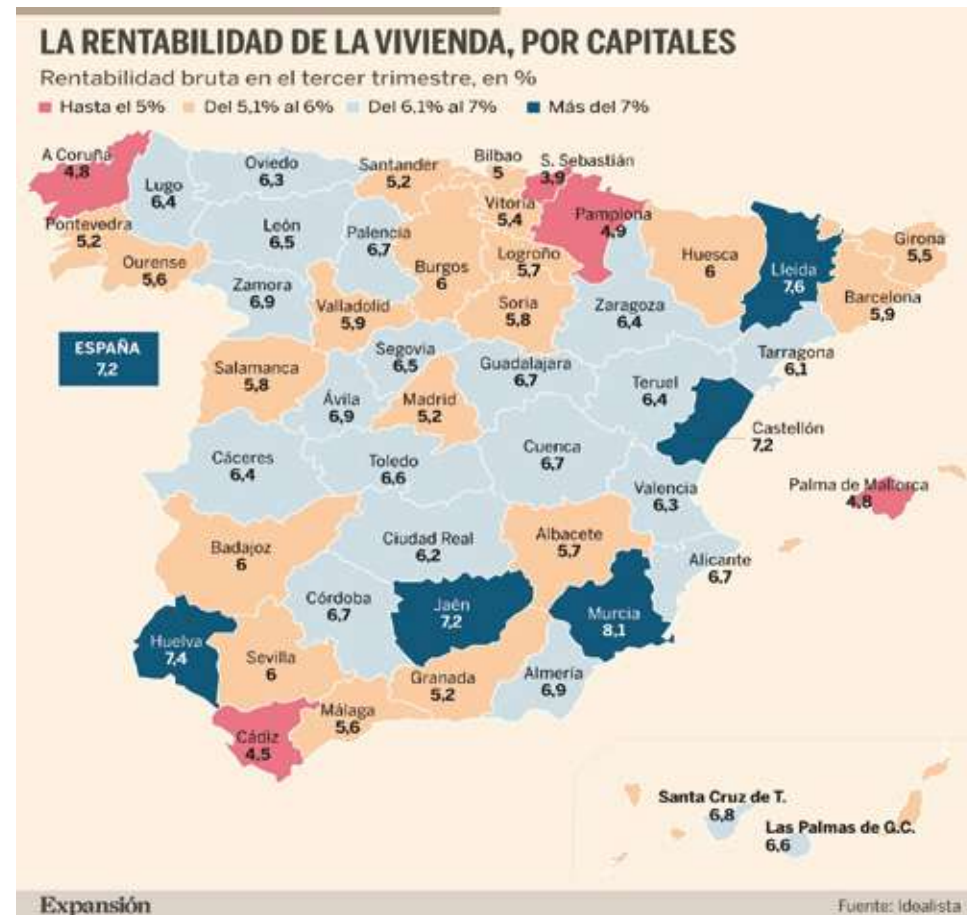 LA RENTABILIDAD DE LA VIVIENDA, POR CAPITALES
Rentabilidad bruta en el tercer trimestre, en %
Hasta el 5% Del 5,1% al 6% Del 6,1% al 7% Más del 7%
A Coruña
4,8
Lugo
6,4
Oviedo
6,3
Santander
5,2
Bilbao
5
S. Sebastián
3,9
Pontevedra
5,2
Ourense
5,6
León
6,5
Palencia
6,7
Burgos
6
Vitoria
5,4
Logroño
5,7
Pamplona
4,9
Huesca
6
Lleida
7,6
Girona
5,5
Barcelona
5,9
Zamora
6,9
Valladolid
5,9
Soria
5,8
Zaragoza
6,4
Tarragona
6,1
ESPAÑA
7,2
Salamanca
5,8
Ávila
6,9
Segovia
6,5
Madrid
5,2
Guadalajara
6,7
Teruel
6,4
Castellón
7,2
Cáceres
6,4
Toledo
6,6
Cuenca
6,7
Valencia
6,3
Palma de Mallorca
4,8
Badajoz
6
Ciudad Real
6,2
Albacete
5,7
Alicante
6,7
Huelva
7,4
Sevilla
6
Córdoba
6,7
Jaén
7,2
Murcia
8,1
Cádiz
4,5
Málaga
5,6
Granada
5,2
Almería
6,9
Santa Cruz de T.
6,8
Las Palmas de G.C.
6,6
Expansión
Fuente: Idealista